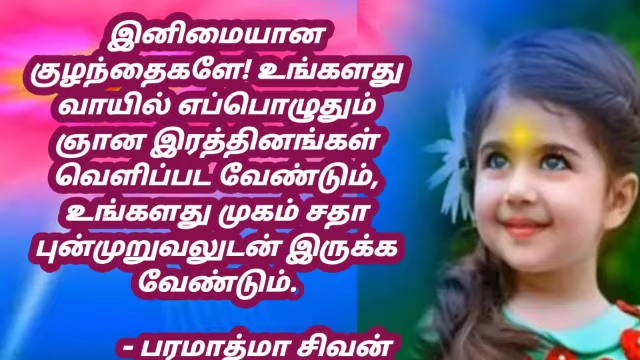 இனிமையான
குழந்தைகளே! உங்களது
வாயில் எப்பொழுதும்
ஞான இரத்தினங்கள்
வெளிப்பட வேண்டும்,
உங்களது முகம் சதா
புன்முறுவலுடன் இருக்க
வேண்டும்.
- பரமாத்மா சிவன்